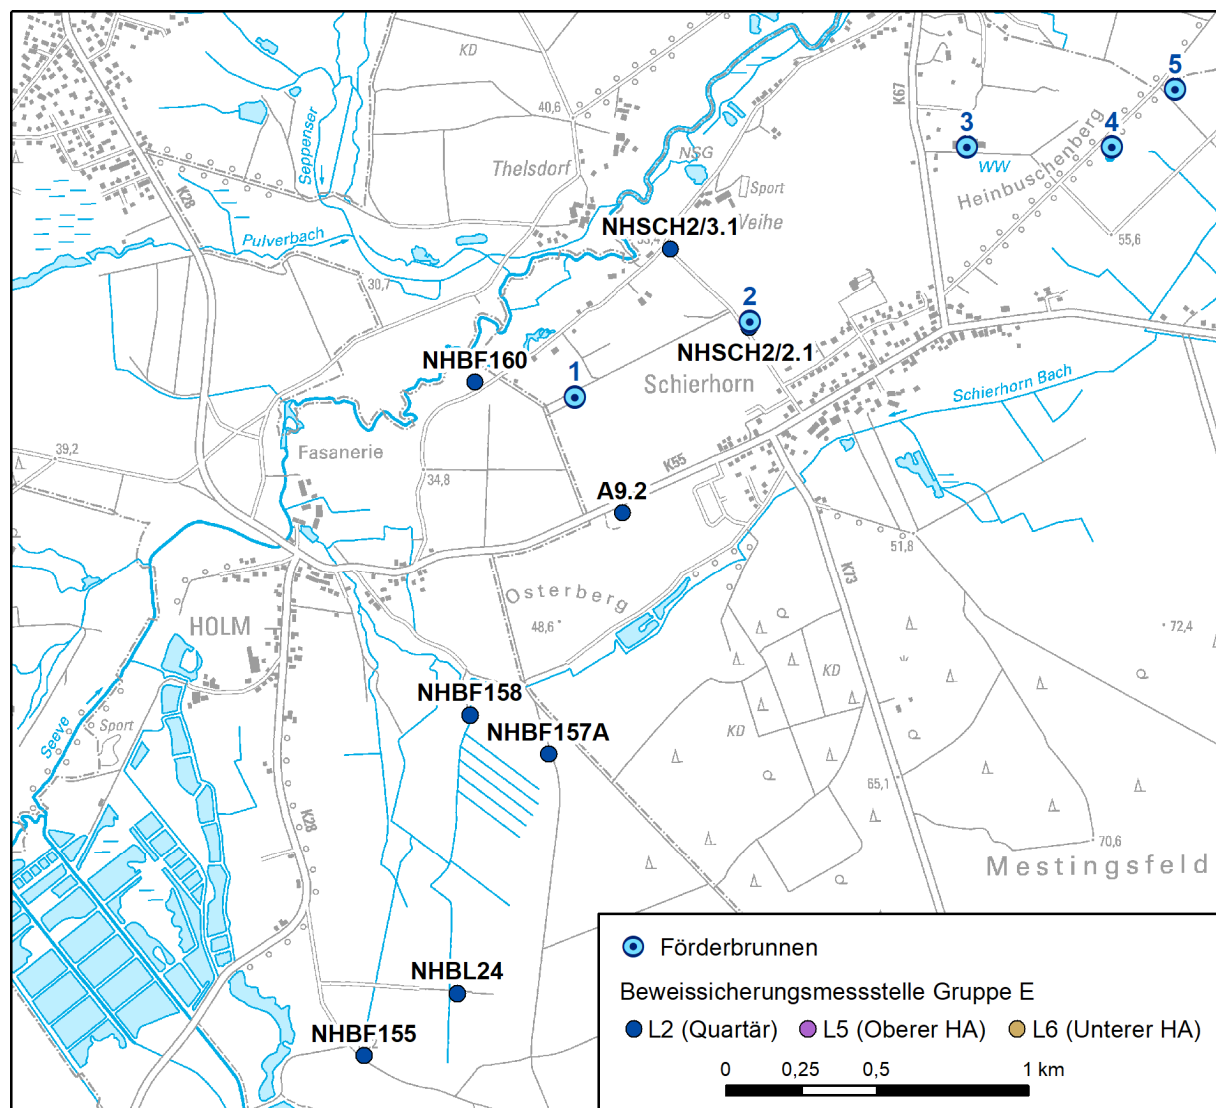 KD
5
K67
40,6
Seppenser
3
4
NSG
Thelsdorf
WW
Heinbuschenberg
Sport
K28
Weihe
NHSCH2/3.1
Pulverbach
55,6
30,7
2
NHSCH2/2.1
NHBF160
1
Schierhorn
Schierhorn Bach
39,2
Fasanerie
K55
34,8
A9.2
51,8
K73
Osterberg
HOLM
48,6
72,4
KD
NHBF158
Seeve
Sport
NHBF157A
KD
65,1
K28
70,6
Mestingsfeld
NHBL24
NHBF155
Förderbrunnen
Beweissicherungsmessstelle Gruppe E
L2 (Quartär) L5 (Oberer HA) L6 (Unterer HA)
0 0,25 0,5 1 km